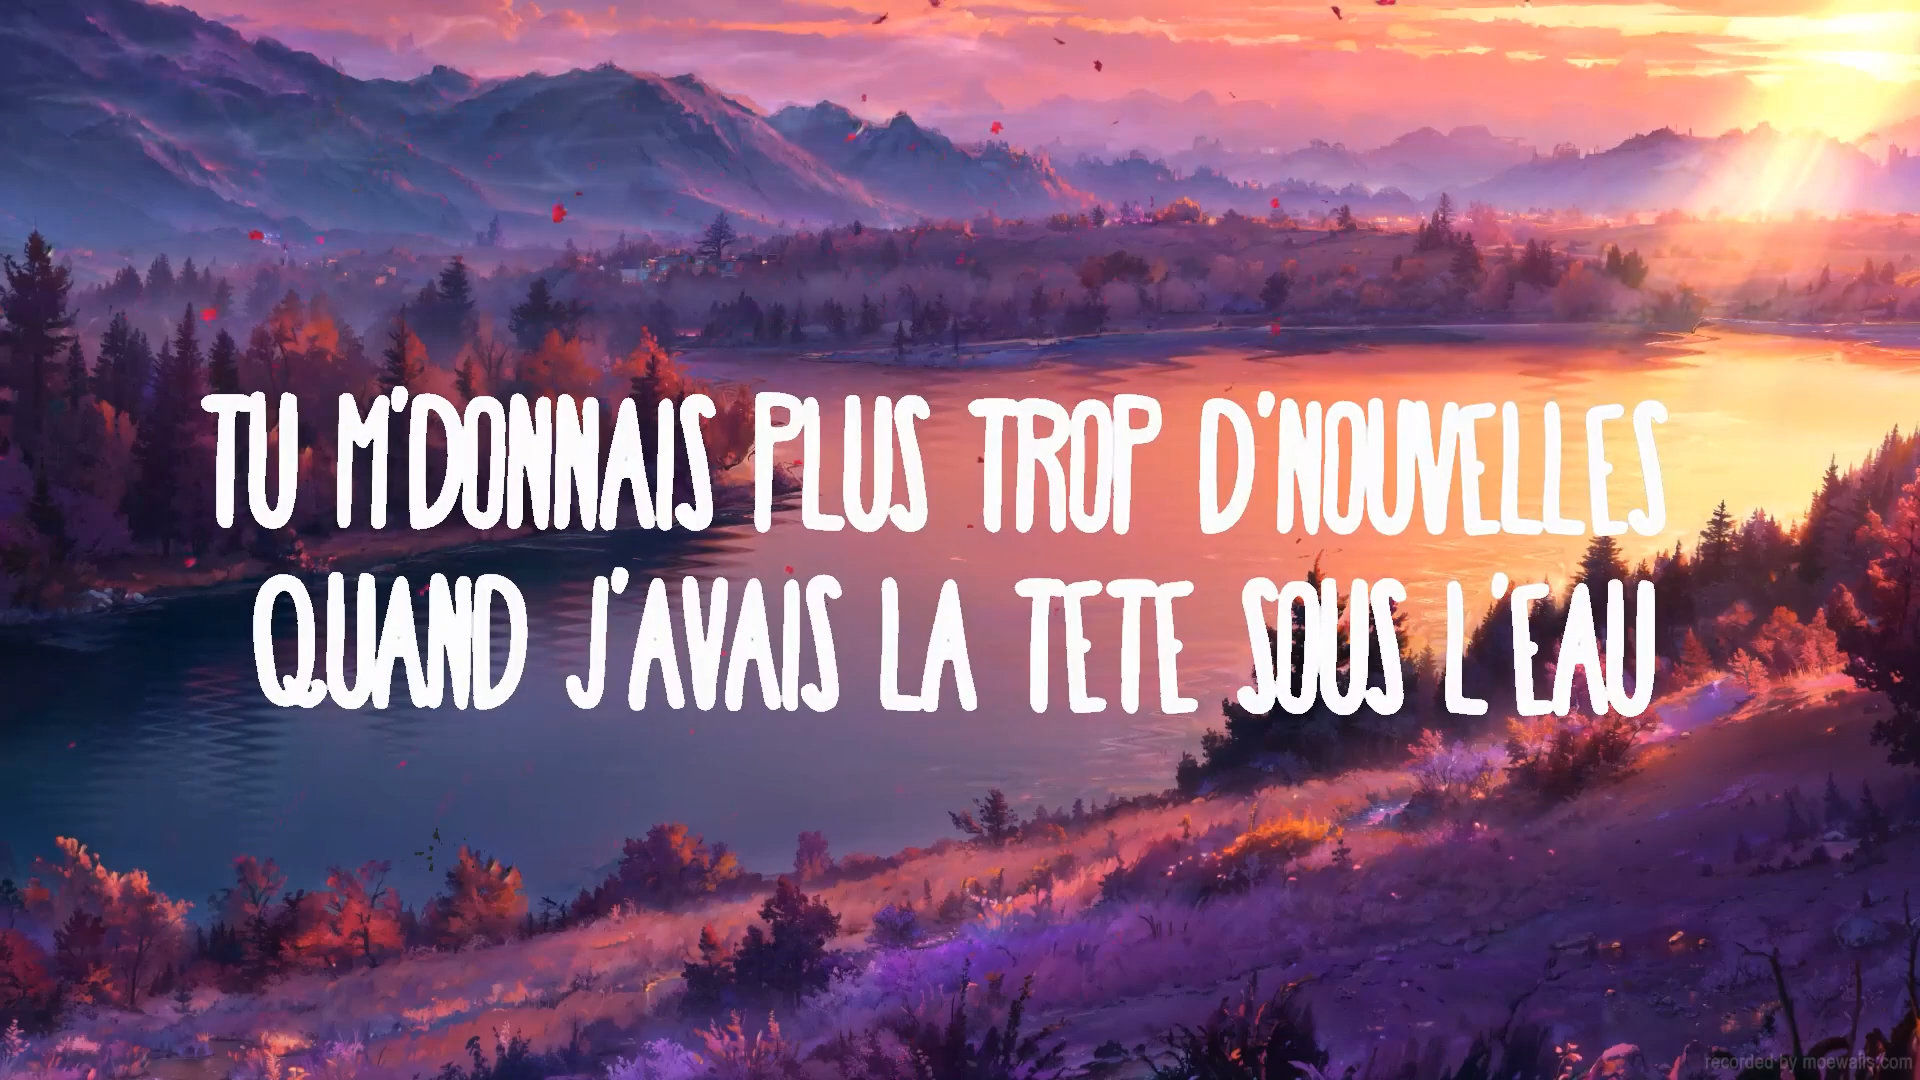 TU M'DONNAIS PLUS TROP D'NOUVELLES
QUAND J'AVAIS LA TETE SOUS L'EAU
recorded by moewalls.com